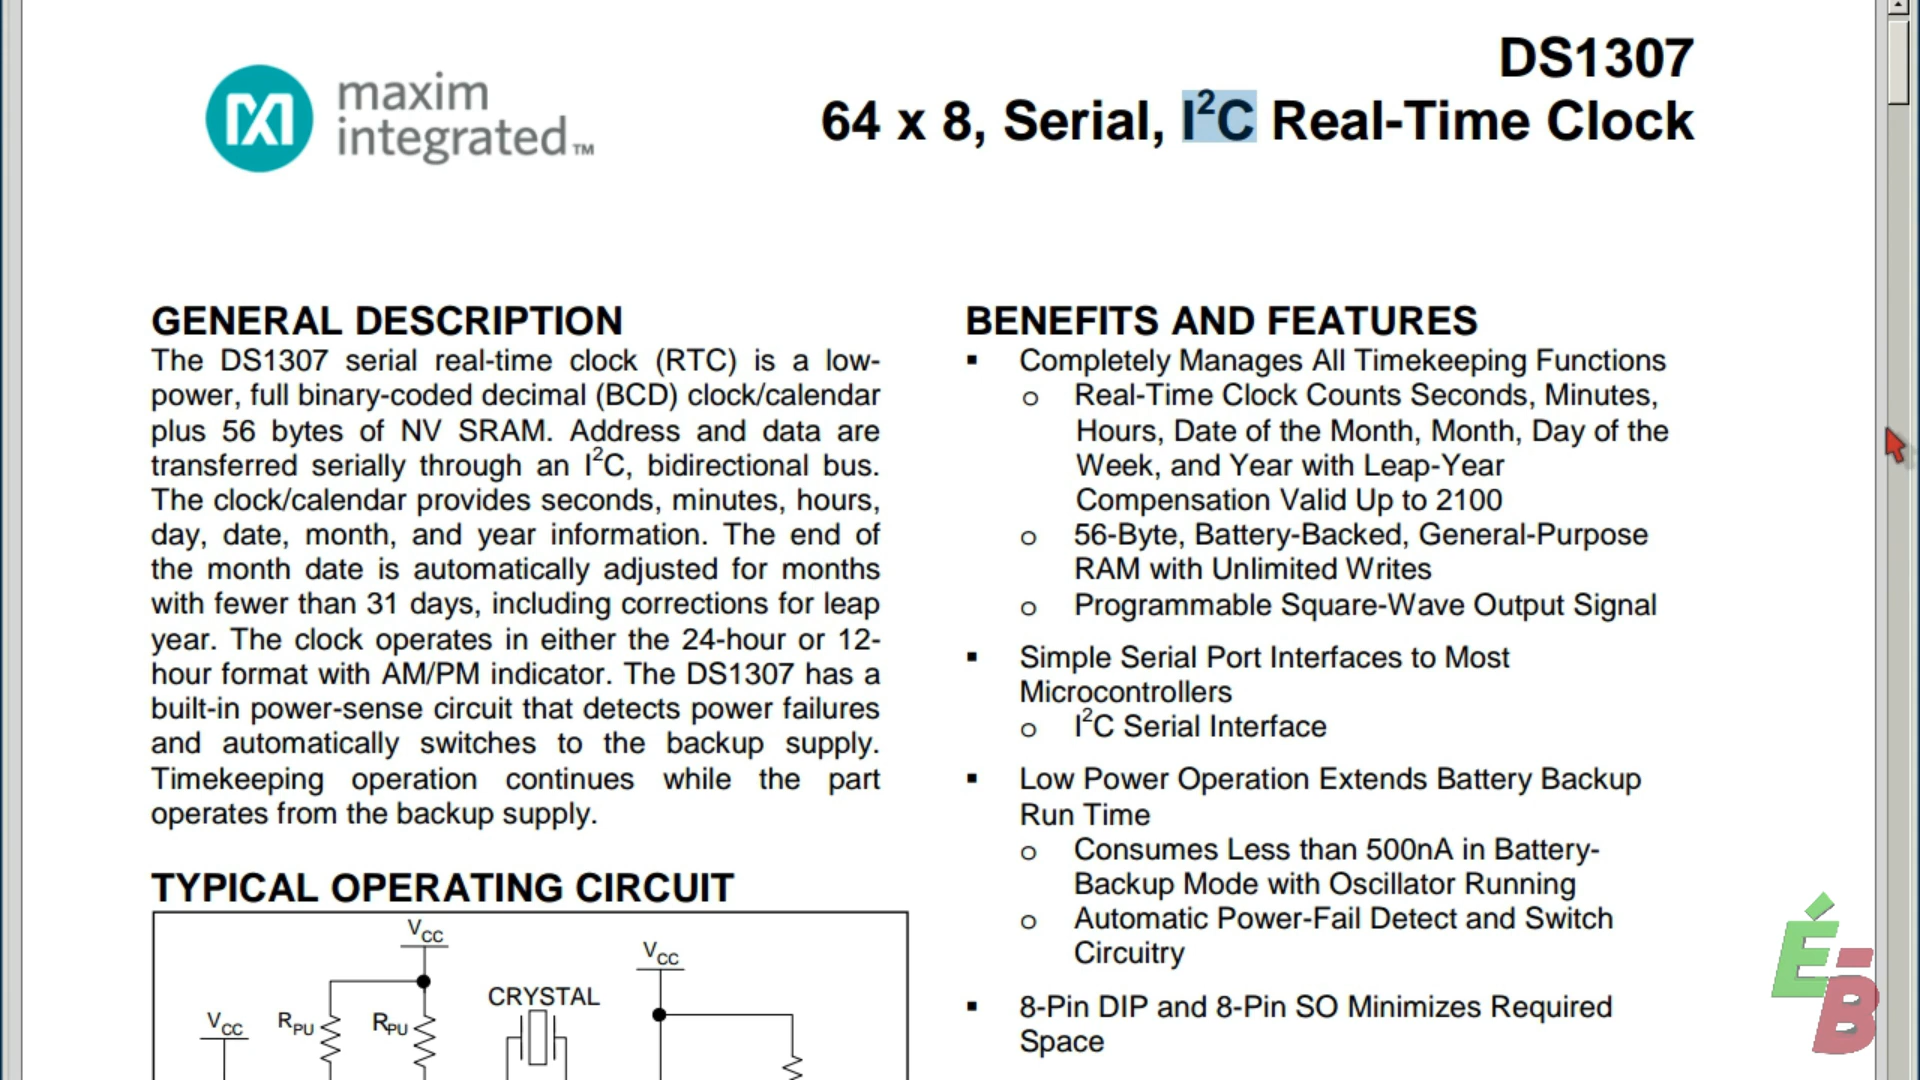 maxim
integrated™
DS1307
64 x 8, Serial, I²C Real-Time Clock
GENERAL DESCRIPTION
The DS1307 serial real-time clock (RTC) is a low-
power, full binary-coded decimal (BCD) clock/calendar
plus 56 bytes of NV SRAM. Address and data are
transferred serially through an I²C, bidirectional bus.
The clock/calendar provides seconds, minutes, hours,
day, date, month, and year information. The end of
the month date is automatically adjusted for months
with fewer than 31 days, including corrections for leap
year. The clock operates in either the 24-hour or 12-
hour format with AM/PM indicator. The DS1307 has a
built-in power-sense circuit that detects power failures
and automatically switches to the backup supply.
Timekeeping operation continues while the part
operates from the backup supply.
TYPICAL OPERATING CIRCUIT
VCC
VCC
CRYSTAL
VCC
RPU
RPU
BENEFITS AND FEATURES
▪ Completely Manages All Timekeeping Functions
o Real-Time Clock Counts Seconds, Minutes,
Hours, Date of the Month, Month, Day of the
Week, and Year with Leap-Year
Compensation Valid Up to 2100
o 56-Byte, Battery-Backed, General-Purpose
RAM with Unlimited Writes
o Programmable Square-Wave Output Signal
▪ Simple Serial Port Interfaces to Most
Microcontrollers
o I²C Serial Interface
▪ Low Power Operation Extends Battery Backup
Run Time
o Consumes Less than 500nA in Battery-
Backup Mode with Oscillator Running
o Automatic Power-Fail Detect and Switch
Circuitry
▪ 8-Pin DIP and 8-Pin SO Minimizes Required
Space
ÉB